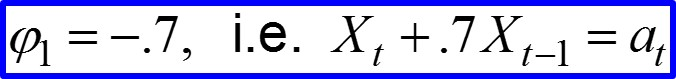 φ₁ = −.7, i.e. Xₜ + .7Xₜ₋₁ = aₜ